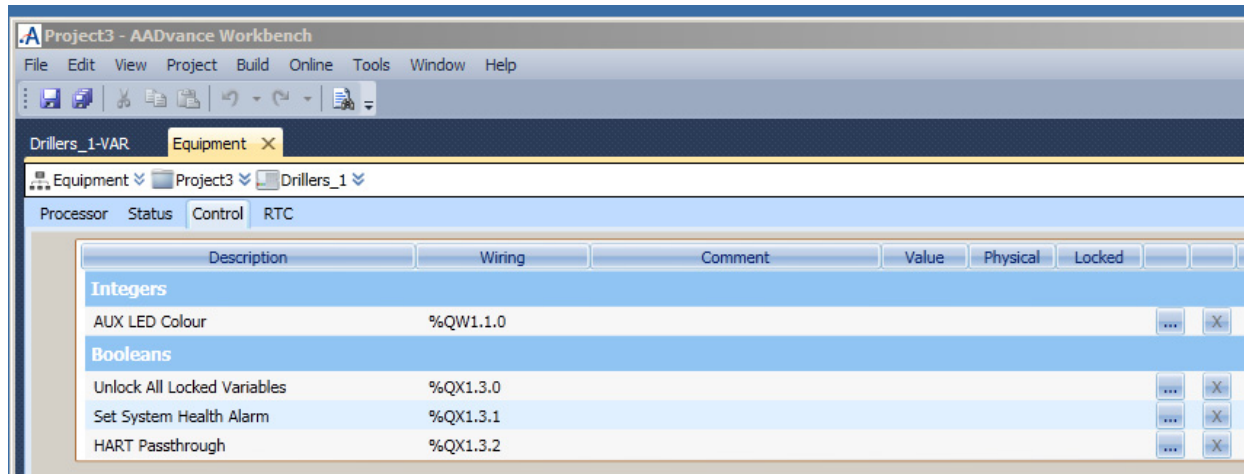 Project3 - AADvance Workbench
File Edit View Project Build Online Tools Window Help
Drillers_1-VAR Equipment
Equipment Project3 Drillers_1
Processor Status Control RTC
Description Wiring Comment Value Physical Locked
Integers
AUX LED Colour %QW1.1.0 ... X
Booleans
Unlock All Locked Variables %QX1.3.0 ... X
Set System Health Alarm %QX1.3.1 ... X
HART Passthrough %QX1.3.2 ... X